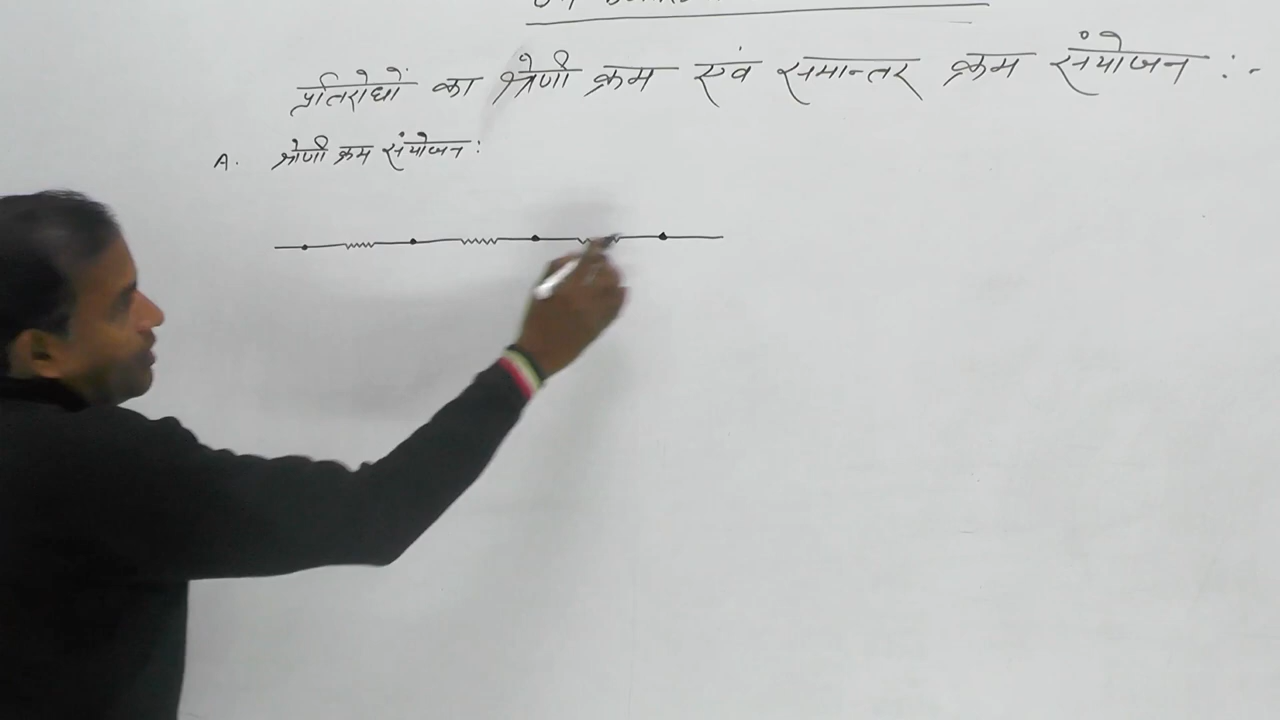 प्रतिरोधों का श्रेणी क्रम एवं समान्तर क्रम संयोजन :-
A. श्रेणी क्रम संयोजन :